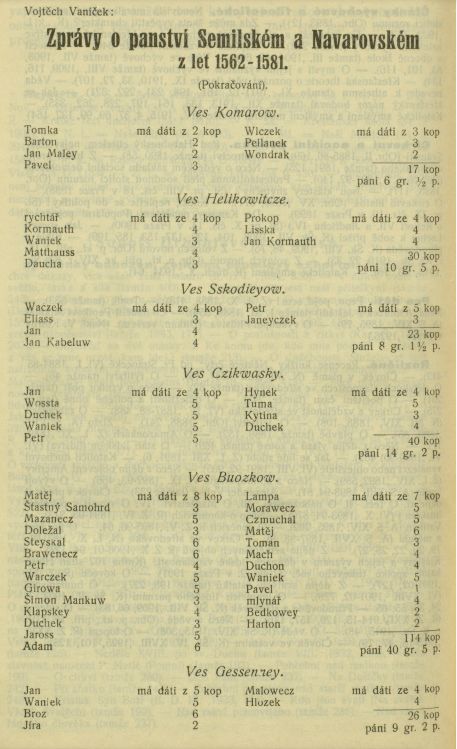 Vojtěch Vaníček:
Zprávy o panství Semilském a Navarovském
z let 1562-1581.
(Pokračování).
Ves Komarow.
Tomka má dáti z 2 kop Wlczek má dáti z 3 kop
Barton 2 Peilanek 3
Jan Maley 2 Wondrak 2
Pavel 3 17 kop
páni 6 gr. ½ p.
Ves Helikowitcze.
rychtář má dáti ze 4 kop Prokop má dáti ze 4 kop
Kormauth 4 Lisska 4
Waniek 3 Jan Kormauth 4
Matthauss 4 30 kop
Daucha 3 páni 10 gr. 5 p.
Ves Sskodieyow.
Waczek má dáti ze 4 kop Petr má dáti z 5 kop
Eliass 3 Janeyczek 3
Jan 4 23 kop
Jan Kabeluw 4 páni 8 gr. 1½ p.
Ves Czikwasky.
Jan má dáti ze 4 kop Hynek má dáti ze 4 kop
Wossta 5 Tuma 5
Duchek 5 Kytina 3
Waniek 5 Duchek 4
Petr 5 40 kop
páni 14 gr. 2 p.
Ves Buozkow.
Matěj má dáti z 8 kop Lampa má dáti ze 7 kop
Štastný Samohrd 3 Morawecz 5
Mazanecz 5 Czmuchal 5
Doležal 3 Matěj 6
Steyskal 6 Toman 3
Brawenecz 6 Mach 4
Petr 4 Duchon 4
Warczek 5 Waniek 5
Girowa 5 Pavel 1
Šimon Mankuw 3 mlynář 4
Klapskey 4 Bedkowey 2
Duchek 3 Harton 2
Jaross 5 114 kop
Adam 6 páni 40 gr. 5 p.
Ves Gessenney.
Jan má dáti z 5 kop Malowecz má dáti ze 4 kop
Waniek 5 Hlozek 4
Broz 6 26 kop
Jíra 2 páni 9 gr. 2 p.